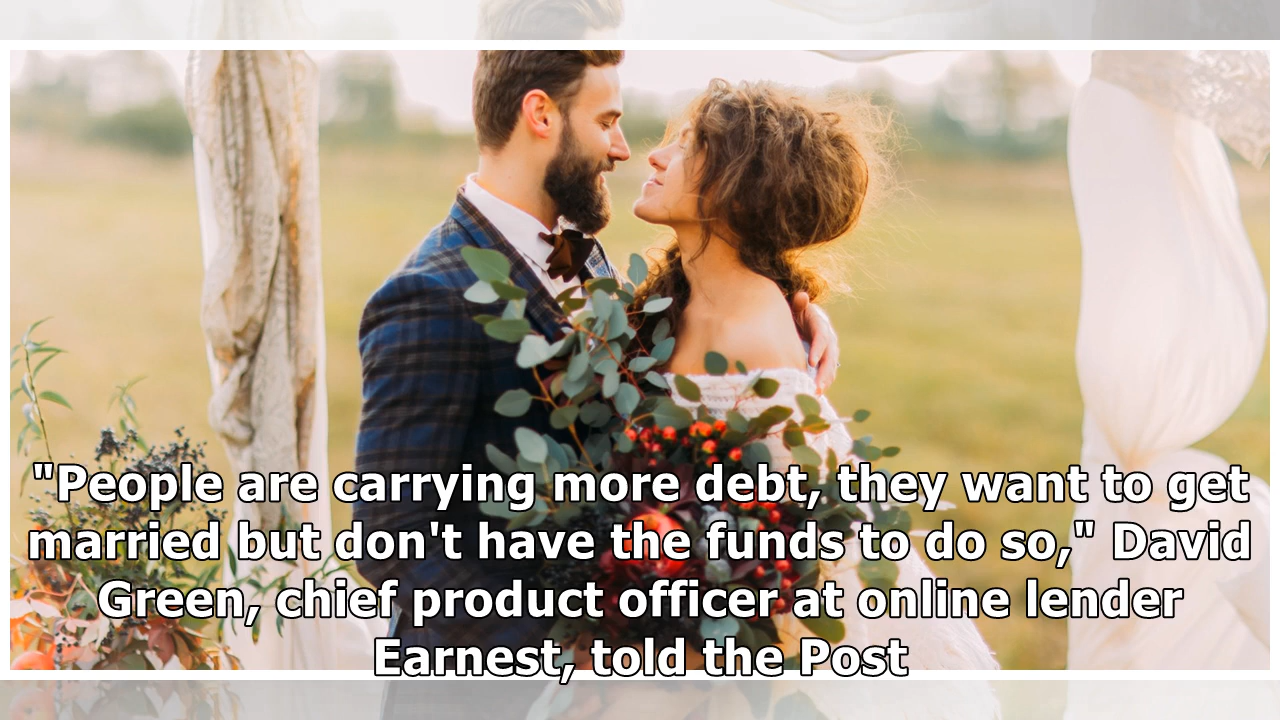 "People are carrying more debt, they want to get
married but don't have the funds to do so," David
Green, chief product officer at online lender
Earnest, told the Post